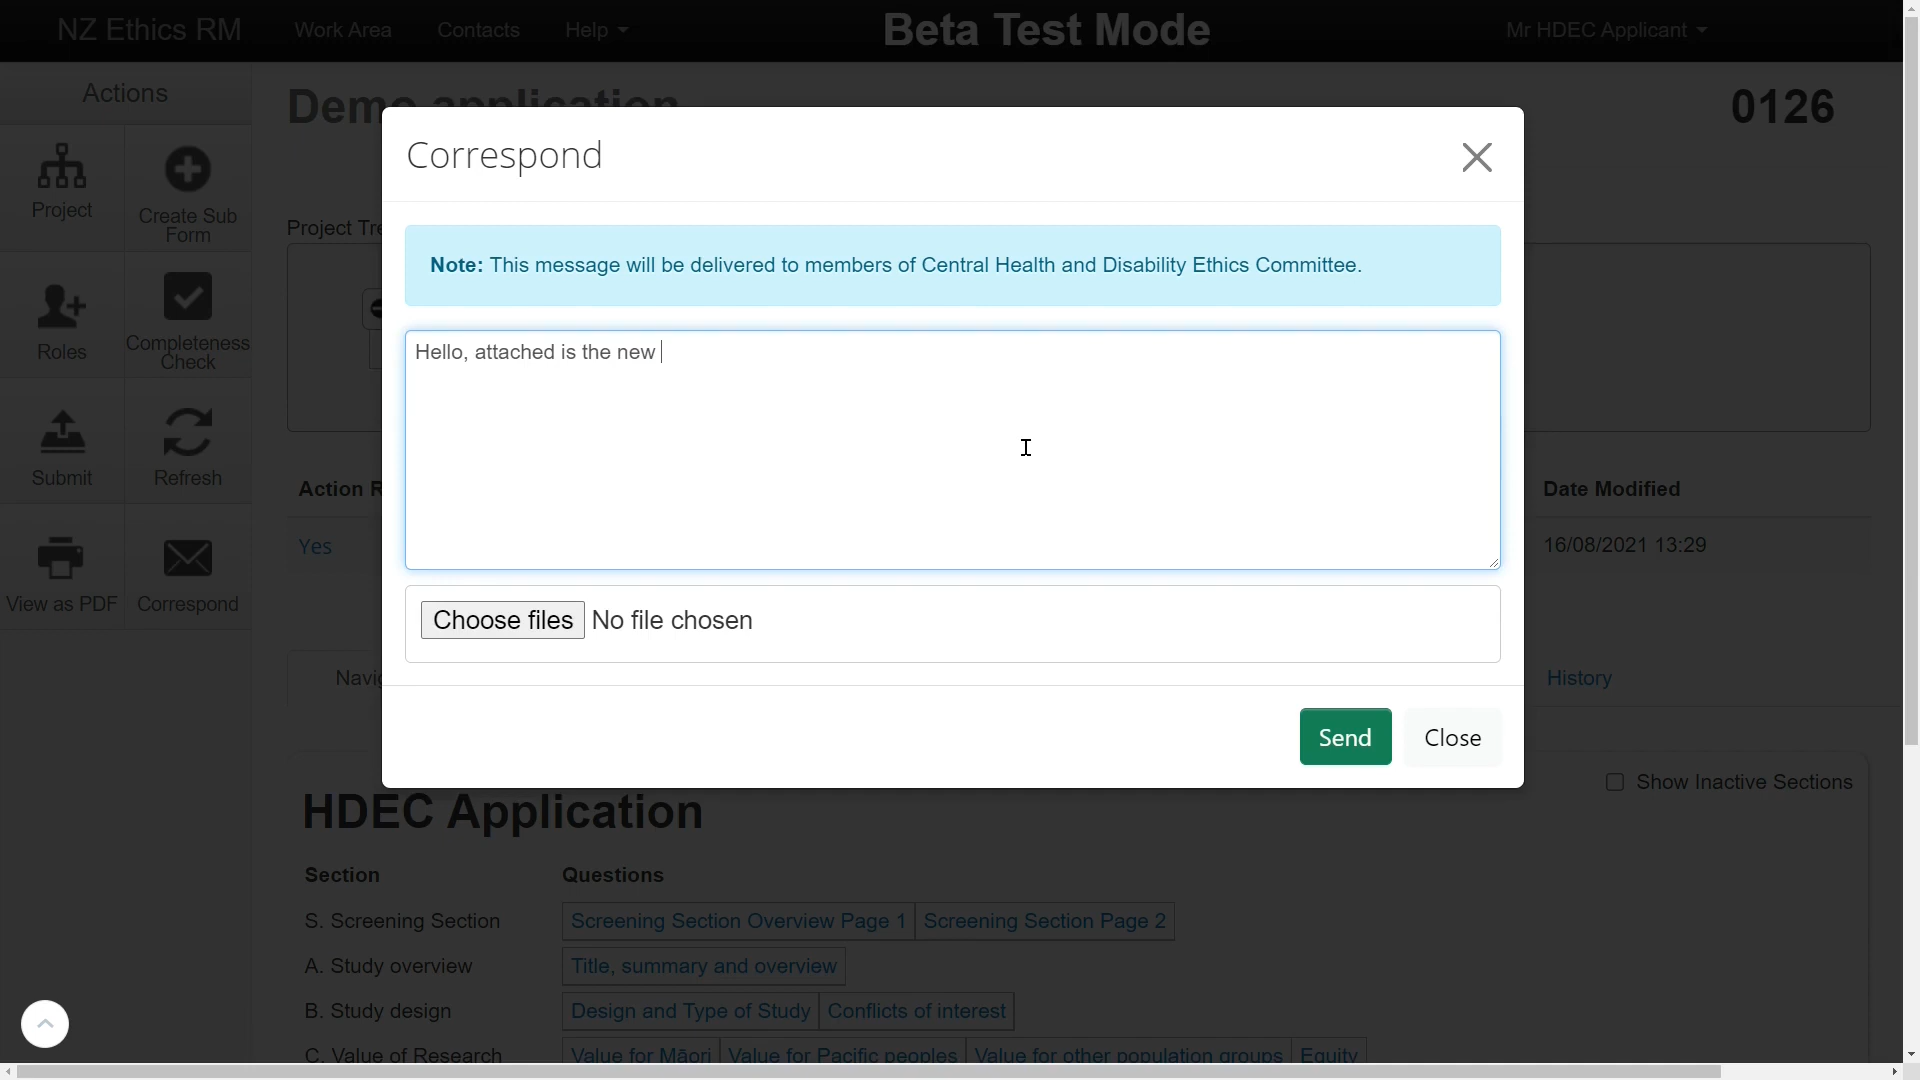 NZ Ethics RM Work Area Contacts Help Beta Test Mode Mr HDEC Applicant
Actions
Demo application 0126
Correspond
Project
Create Sub
Form
Project Tre
Note: This message will be delivered to members of Central Health and Disability Ethics Committee.
Hello, attached is the new
Roles
Completeness
Check
Submit
Refresh
Action R
Date Modified
Yes
16/08/2021 13:29
View as PDF
Correspond
Choose files No file chosen
Navig
History
Send
Close
Show Inactive Sections
HDEC Application
Section Questions
S. Screening Section Screening Section Overview Page 1 Screening Section Page 2
A. Study overview Title, summary and overview
B. Study design Design and Type of Study Conflicts of interest
C. Value of Research Value for Māori Value for Pacific peoples Value for other population groups Equity